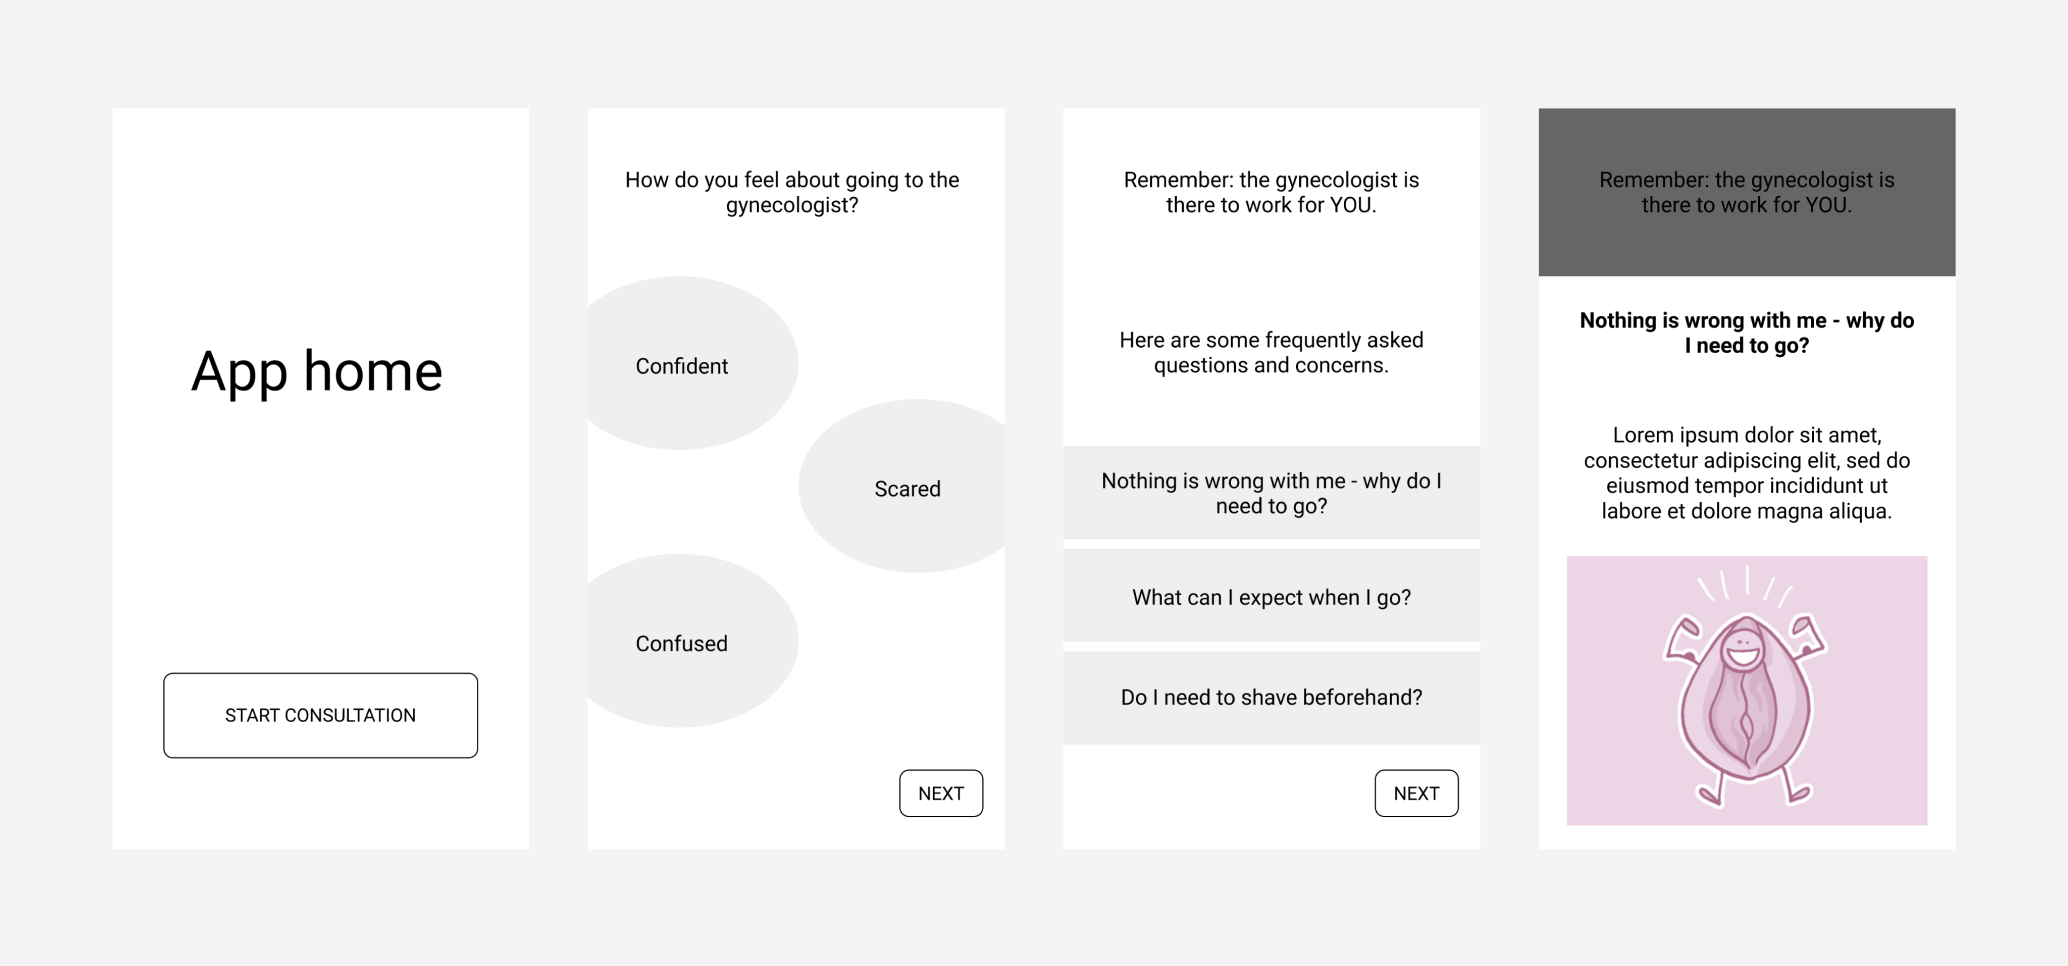 App home
START CONSULTATION
How do you feel about going to the
gynecologist?
Confident
Scared
Confused
NEXT
Remember: the gynecologist is
there to work for YOU.
Here are some frequently asked
questions and concerns.
Nothing is wrong with me - why do I
need to go?
What can I expect when I go?
Do I need to shave beforehand?
NEXT
Remember: the gynecologist is
there to work for YOU.
Nothing is wrong with me - why do
I need to go?
Lorem ipsum dolor sit amet,
consectetur adipiscing elit, sed do
eiusmod tempor incididunt ut
labore et dolore magna aliqua.